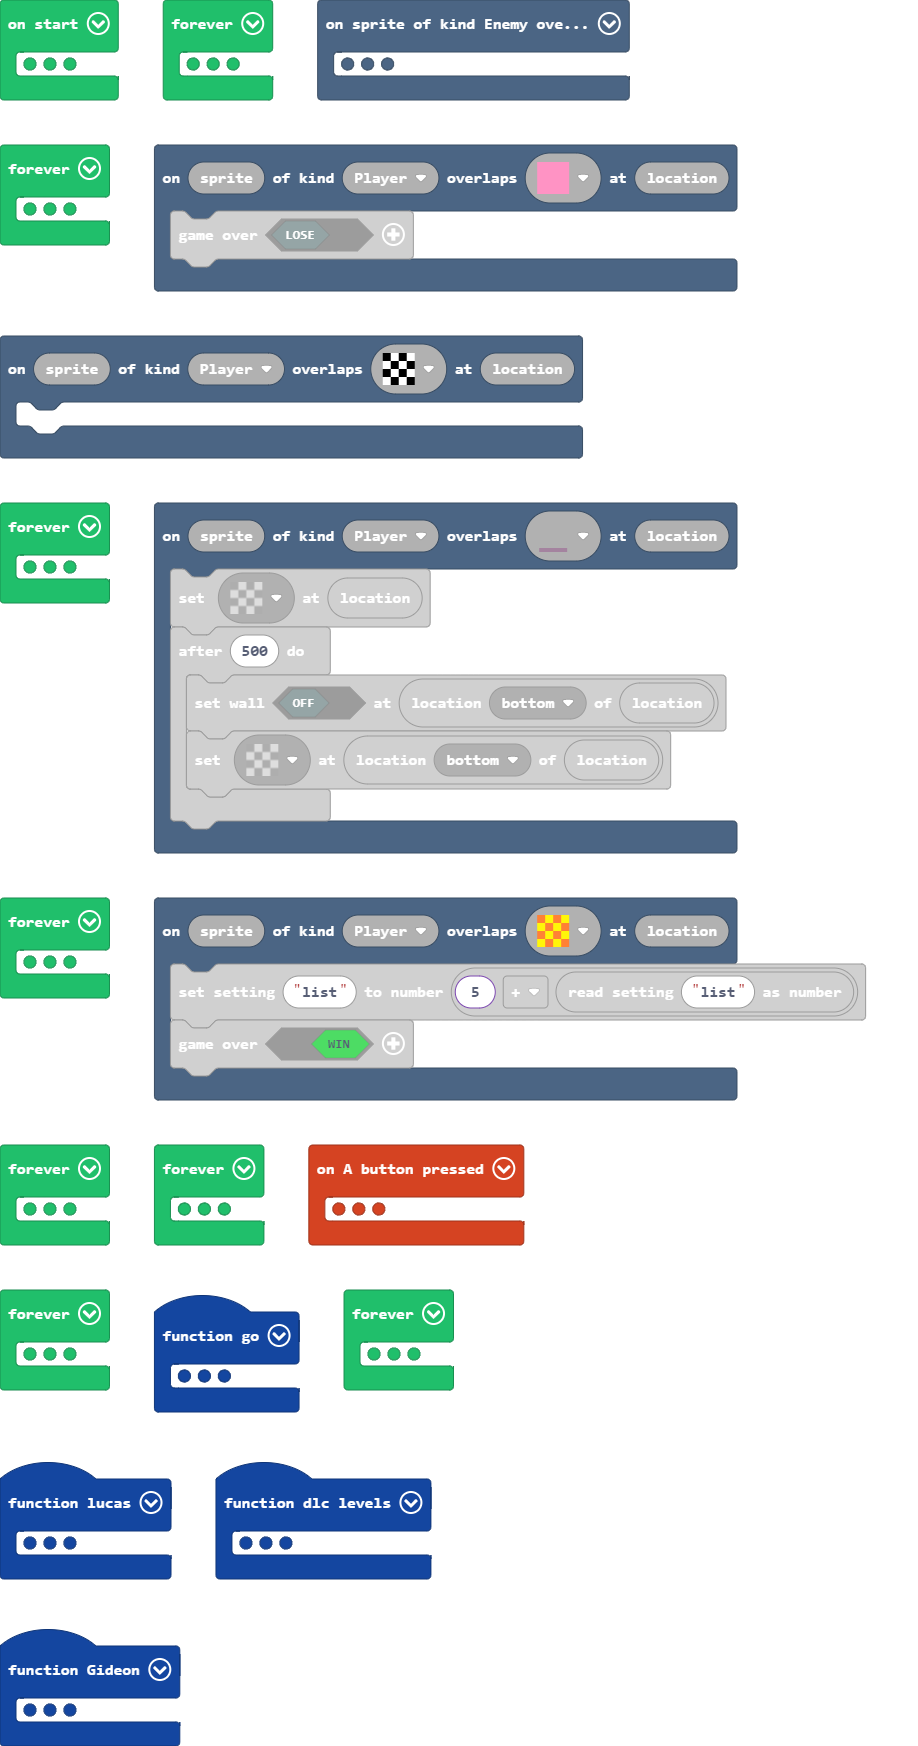 on start
forever
on sprite of kind Enemy ove...
forever
on sprite of kind Player overlaps at location
game over LOSE
on sprite of kind Player overlaps at location
forever
on sprite of kind Player overlaps at location
set at location
after 500 do
set wall OFF at location bottom of location
set at location bottom of location
forever
on sprite of kind Player overlaps at location
set setting "list" to number 5 + read setting "list" as number
game over WIN
forever
forever
on A button pressed
forever
function go
forever
function lucas
function dlc levels
function Gideon